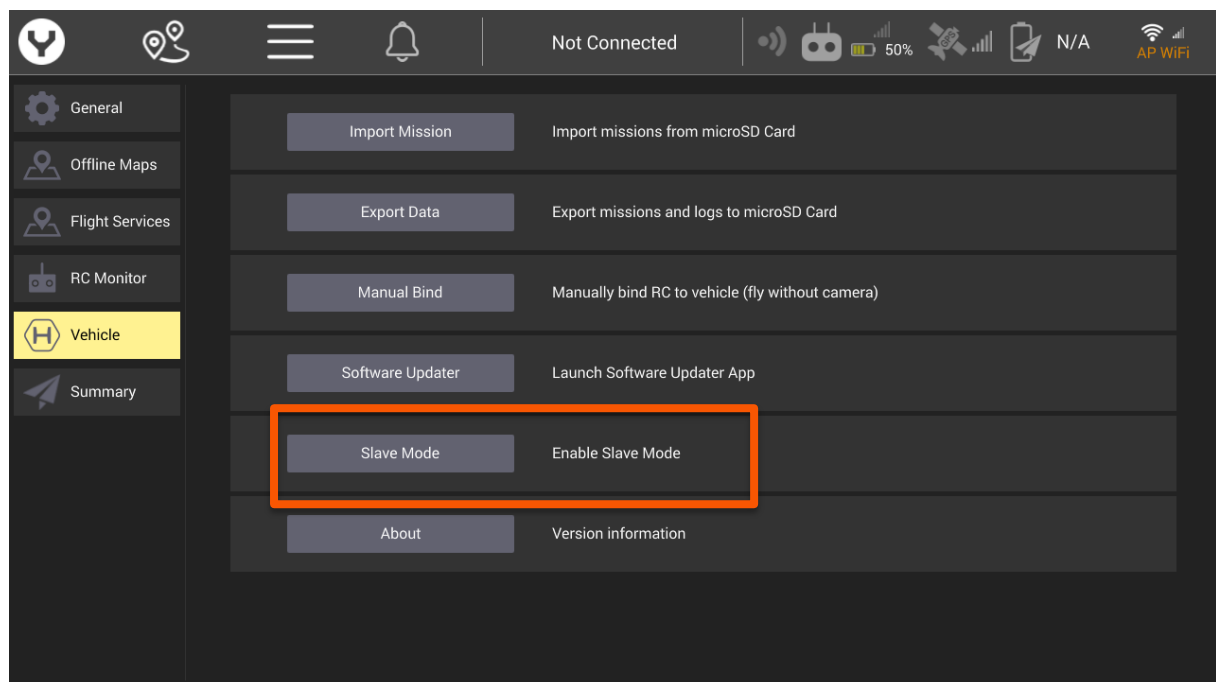 Not Connected
50%
N/A
AP WiFi
General
Offline Maps
Flight Services
RC Monitor
Vehicle
Summary
Import Mission
Import missions from microSD Card
Export Data
Export missions and logs to microSD Card
Manual Bind
Manually bind RC to vehicle (fly without camera)
Software Updater
Launch Software Updater App
Slave Mode
Enable Slave Mode
About
Version information